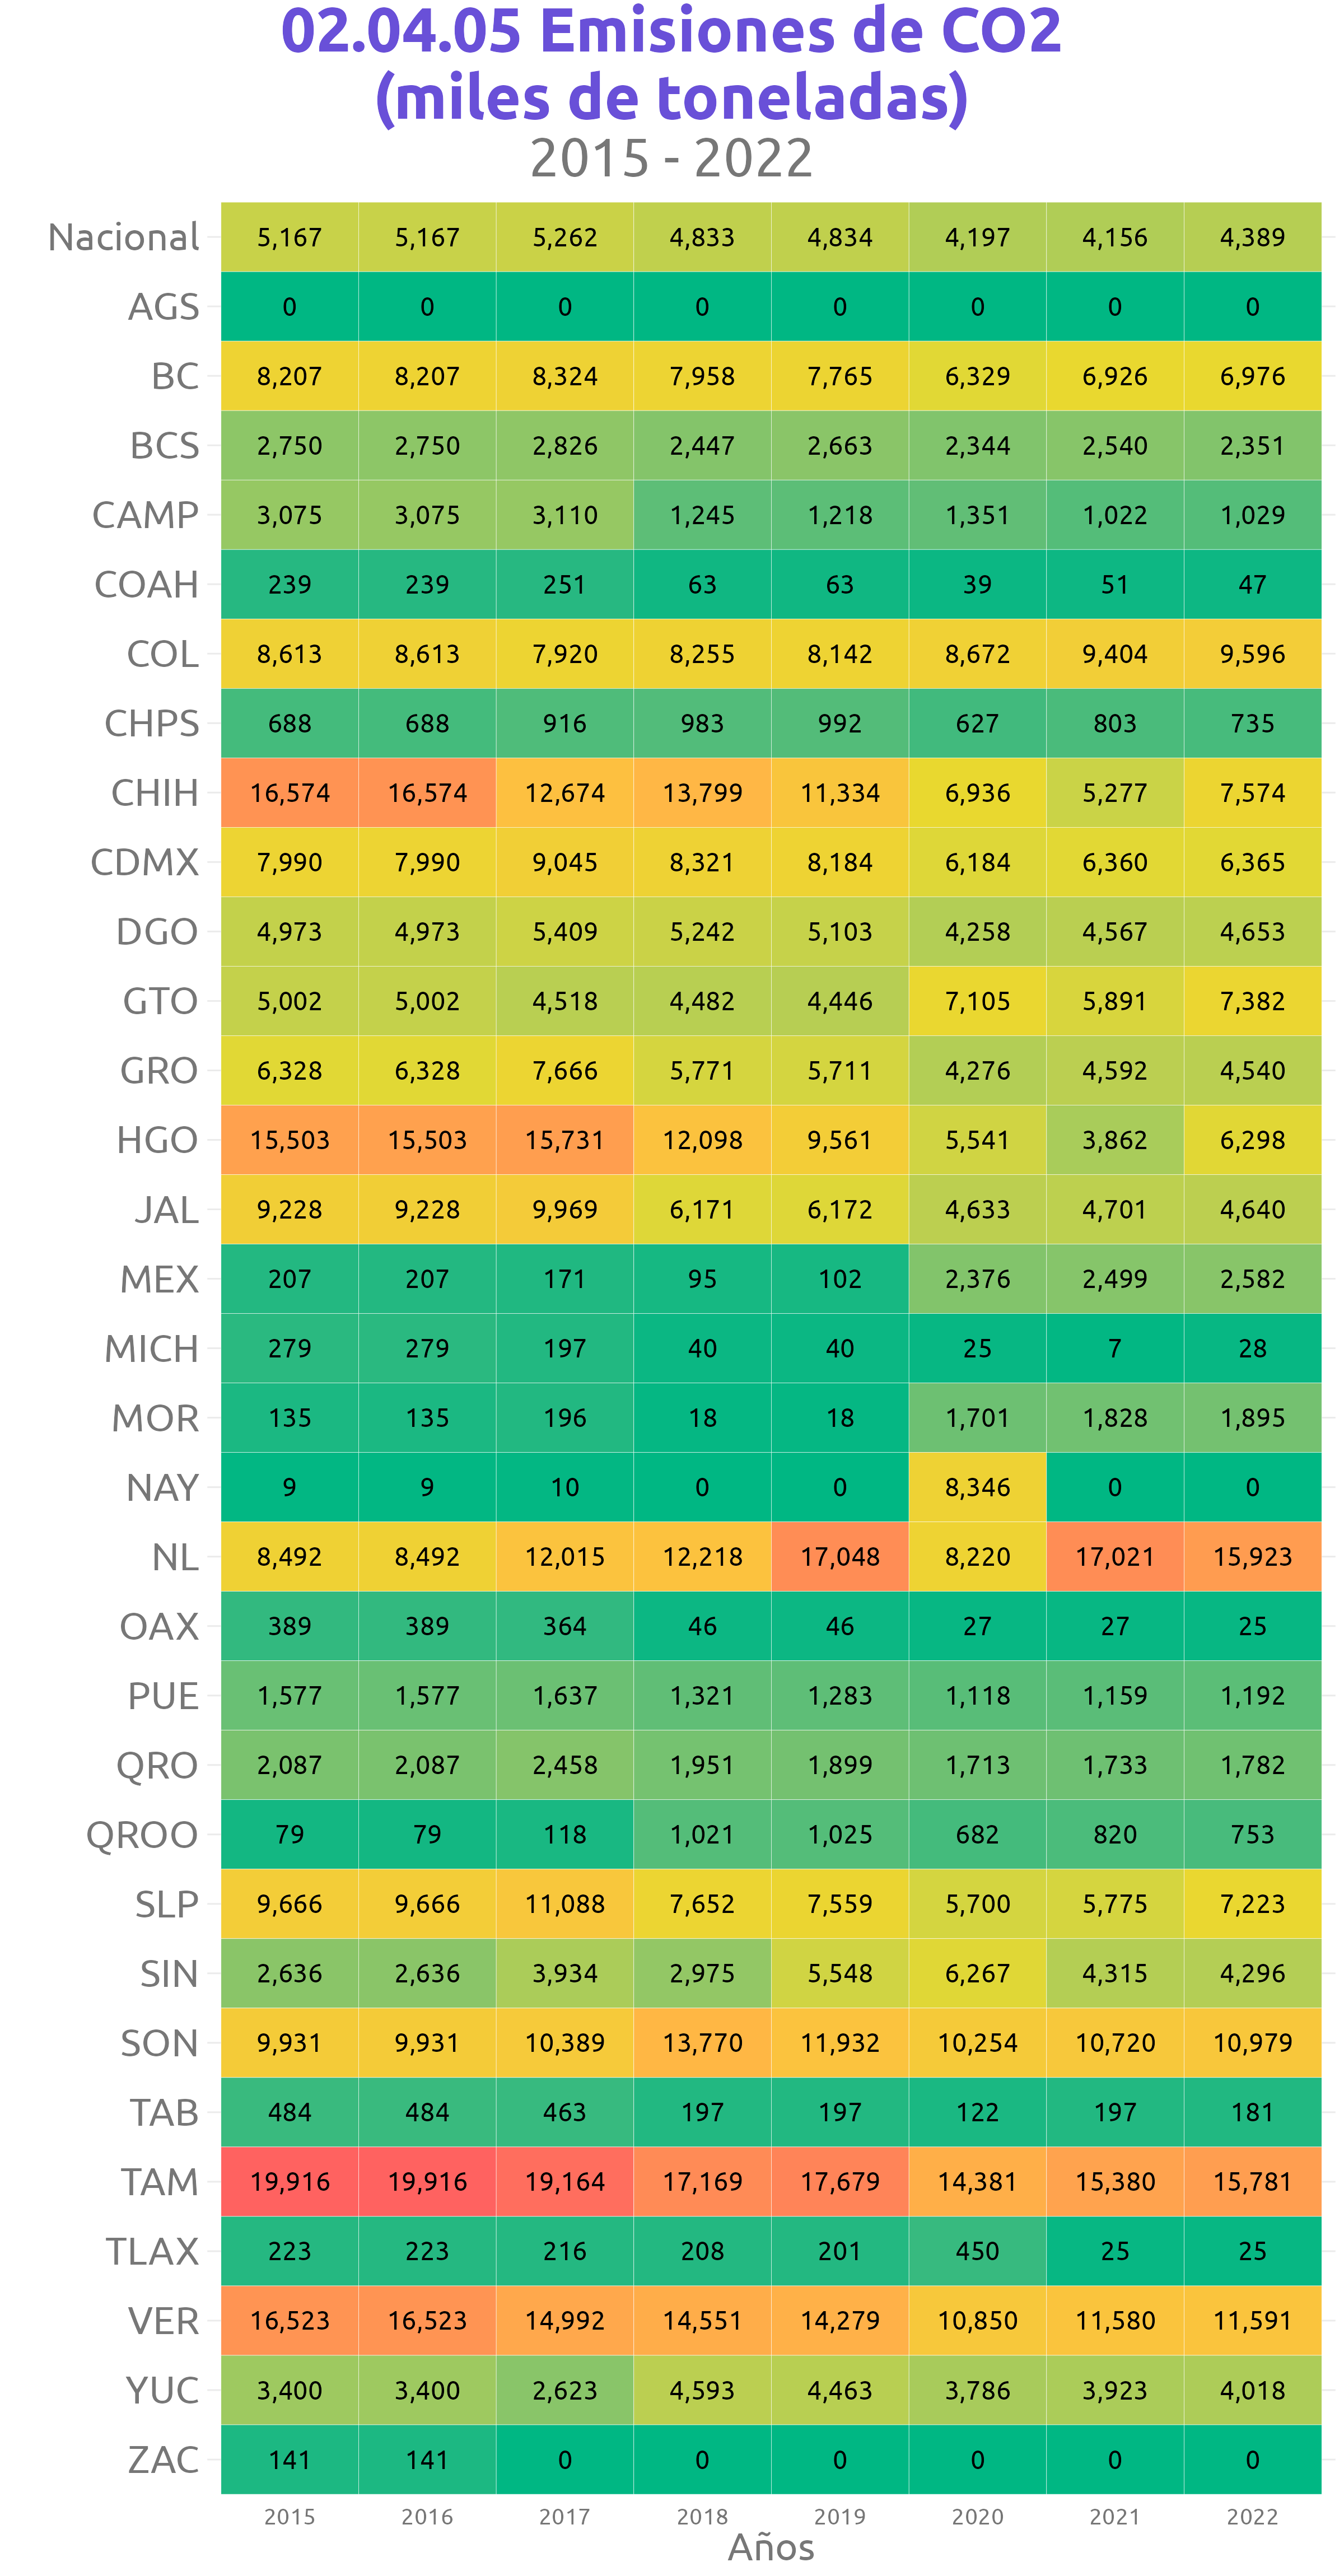 02.04.05 Emisiones de CO2
(miles de toneladas)
2015 - 2022
Nacional 5,167 5,167 5,262 4,833 4,834 4,197 4,156 4,389
AGS 0 0 0 0 0 0 0 0
BC 8,207 8,207 8,324 7,958 7,765 6,329 6,926 6,976
BCS 2,750 2,750 2,826 2,447 2,663 2,344 2,540 2,351
CAMP 3,075 3,075 3,110 1,245 1,218 1,351 1,022 1,029
COAH 239 239 251 63 63 39 51 47
COL 8,613 8,613 7,920 8,255 8,142 8,672 9,404 9,596
CHPS 688 688 916 983 992 627 803 735
CHIH 16,574 16,574 12,674 13,799 11,334 6,936 5,277 7,574
CDMX 7,990 7,990 9,045 8,321 8,184 6,184 6,360 6,365
DGO 4,973 4,973 5,409 5,242 5,103 4,258 4,567 4,653
GTO 5,002 5,002 4,518 4,482 4,446 7,105 5,891 7,382
GRO 6,328 6,328 7,666 5,771 5,711 4,276 4,592 4,540
HGO 15,503 15,503 15,731 12,098 9,561 5,541 3,862 6,298
JAL 9,228 9,228 9,969 6,171 6,172 4,633 4,701 4,640
MEX 207 207 171 95 102 2,376 2,499 2,582
MICH 279 279 197 40 40 25 7 28
MOR 135 135 196 18 18 1,701 1,828 1,895
NAY 9 9 10 0 0 8,346 0 0
NL 8,492 8,492 12,015 12,218 17,048 8,220 17,021 15,923
OAX 389 389 364 46 46 27 27 25
PUE 1,577 1,577 1,637 1,321 1,283 1,118 1,159 1,192
QRO 2,087 2,087 2,458 1,951 1,899 1,713 1,733 1,782
QROO 79 79 118 1,021 1,025 682 820 753
SLP 9,666 9,666 11,088 7,652 7,559 5,700 5,775 7,223
SIN 2,636 2,636 3,934 2,975 5,548 6,267 4,315 4,296
SON 9,931 9,931 10,389 13,770 11,932 10,254 10,720 10,979
TAB 484 484 463 197 197 122 197 181
TAM 19,916 19,916 19,164 17,169 17,679 14,381 15,380 15,781
TLAX 223 223 216 208 201 450 25 25
VER 16,523 16,523 14,992 14,551 14,279 10,850 11,580 11,591
YUC 3,400 3,400 2,623 4,593 4,463 3,786 3,923 4,018
ZAC 141 141 0 0 0 0 0 0
2015 2016 2017 2018 2019 2020 2021 2022
Años